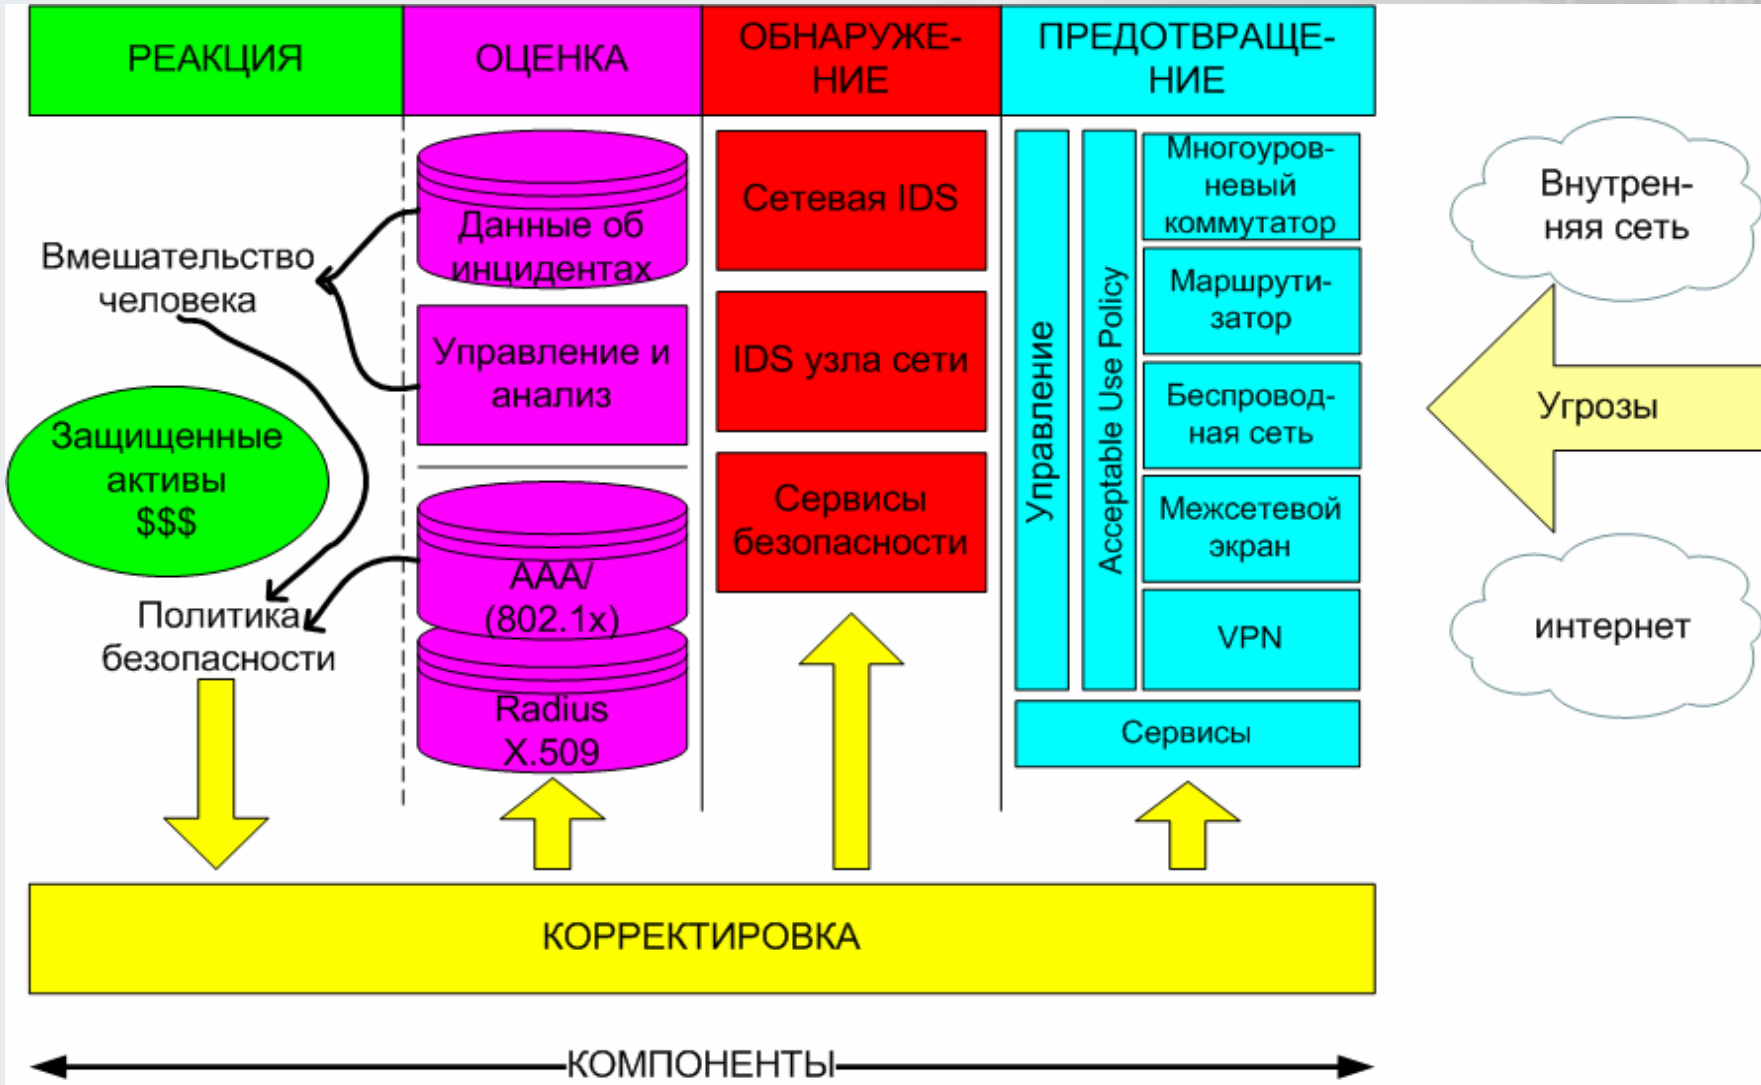 РЕАКЦИЯ
ОЦЕНКА
ОБНАРУЖЕ-
НИЕ
ПРЕДОТВРАЩЕ-
НИЕ
Вмешательство
человека
Защищенные
активы
$$$
Политика
безопасности
Данные об
инцидентах
Управление и
анализ
AAA/
(802.1x)
Radius
X.509
Сетевая IDS
IDS узла сети
Сервисы
безопасности
Управление
Acceptable Use Policy
Многоуров-
невый
коммутатор
Маршрути-
затор
Беспровод-
ная сеть
Межсетевой
экран
VPN
Сервисы
Внутрен-
няя сеть
Угрозы
интернет
КОРРЕКТИРОВКА
КОМПОНЕНТЫ